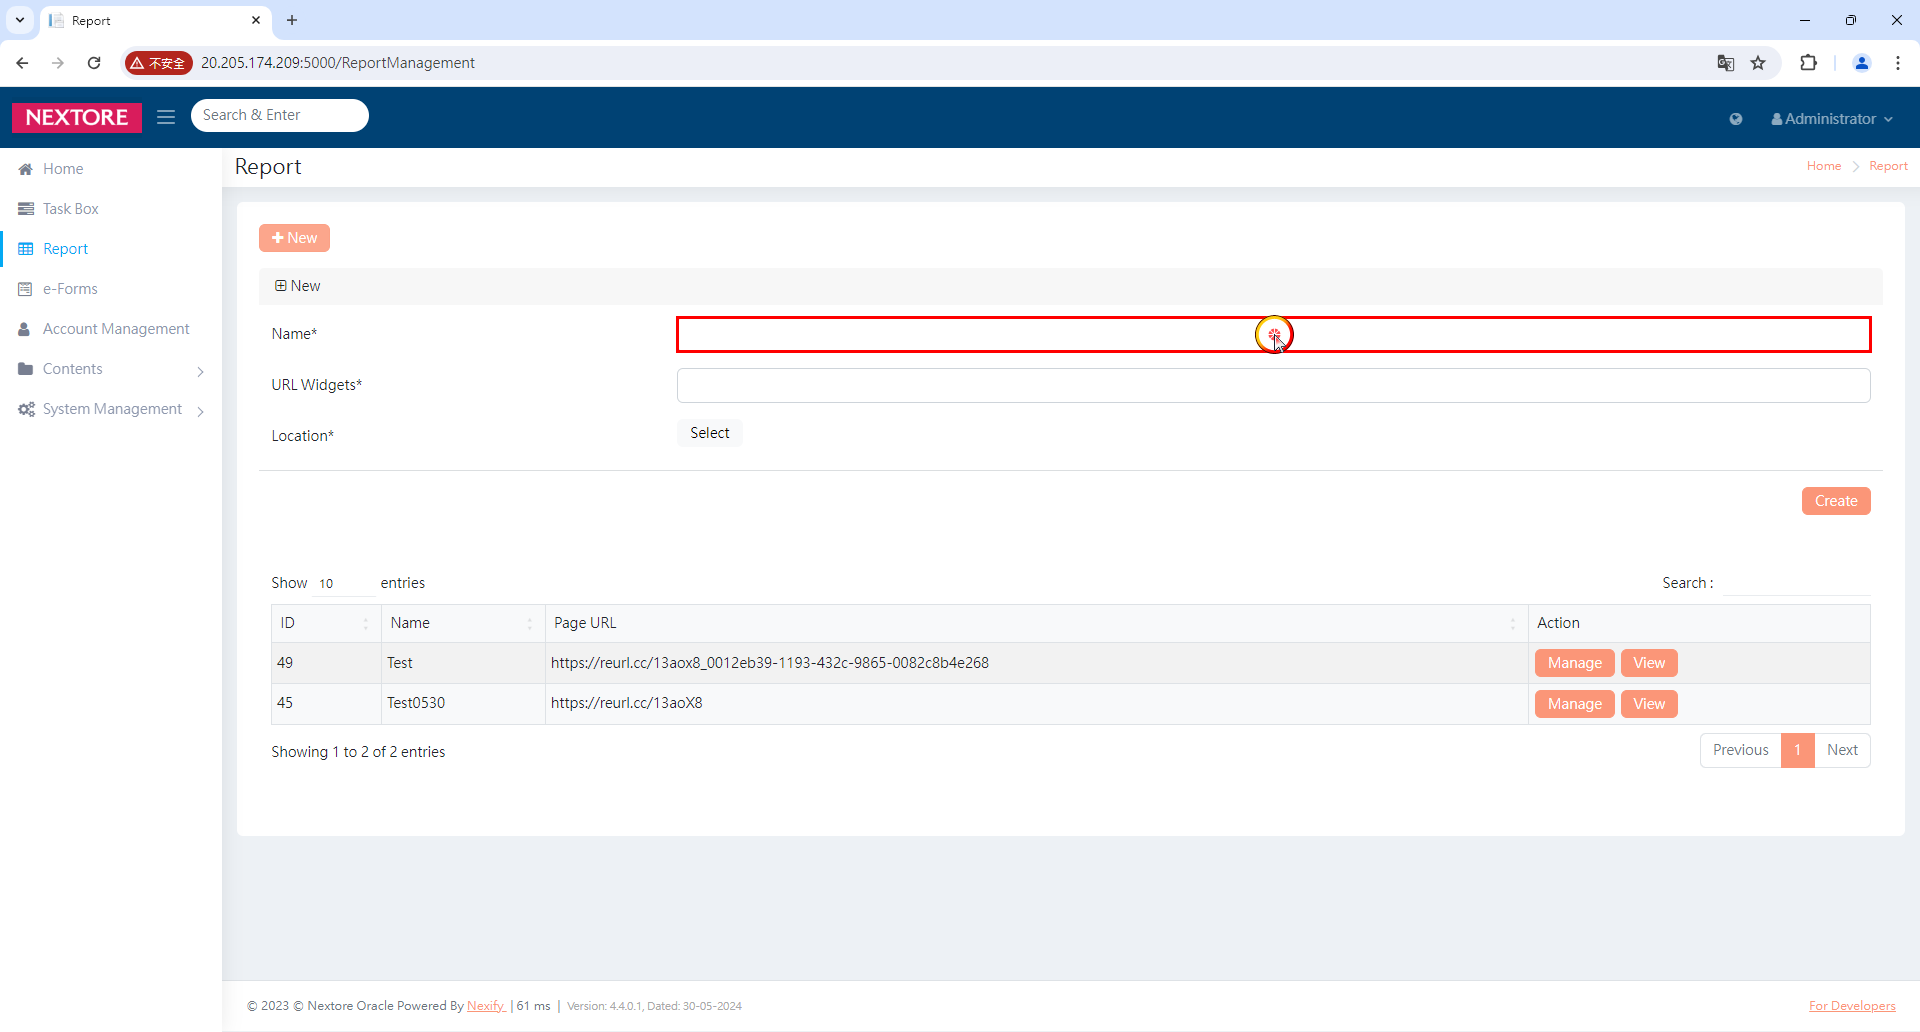 Report
不安全
20.205.174.209:5000/ReportManagement
NEXTORE
Search & Enter
Administrator
Home
Task Box
Report
e-Forms
Account Management
Contents
System Management
Report
Home
Report
New
New
Name*
URL Widgets*
Location*
Select
Create
Show 10 entries
Search :
ID Name Page URL Action
49 Test https://reurl.cc/13aox8_0012eb39-1193-432c-9865-0082c8b4e268 Manage View
45 Test0530 https://reurl.cc/13aoX8 Manage View
Showing 1 to 2 of 2 entries
Previous 1 Next
© 2023 © Nextore Oracle Powered By Nexify | 61 ms | Version: 4.4.0.1, Dated: 30-05-2024
For Developers